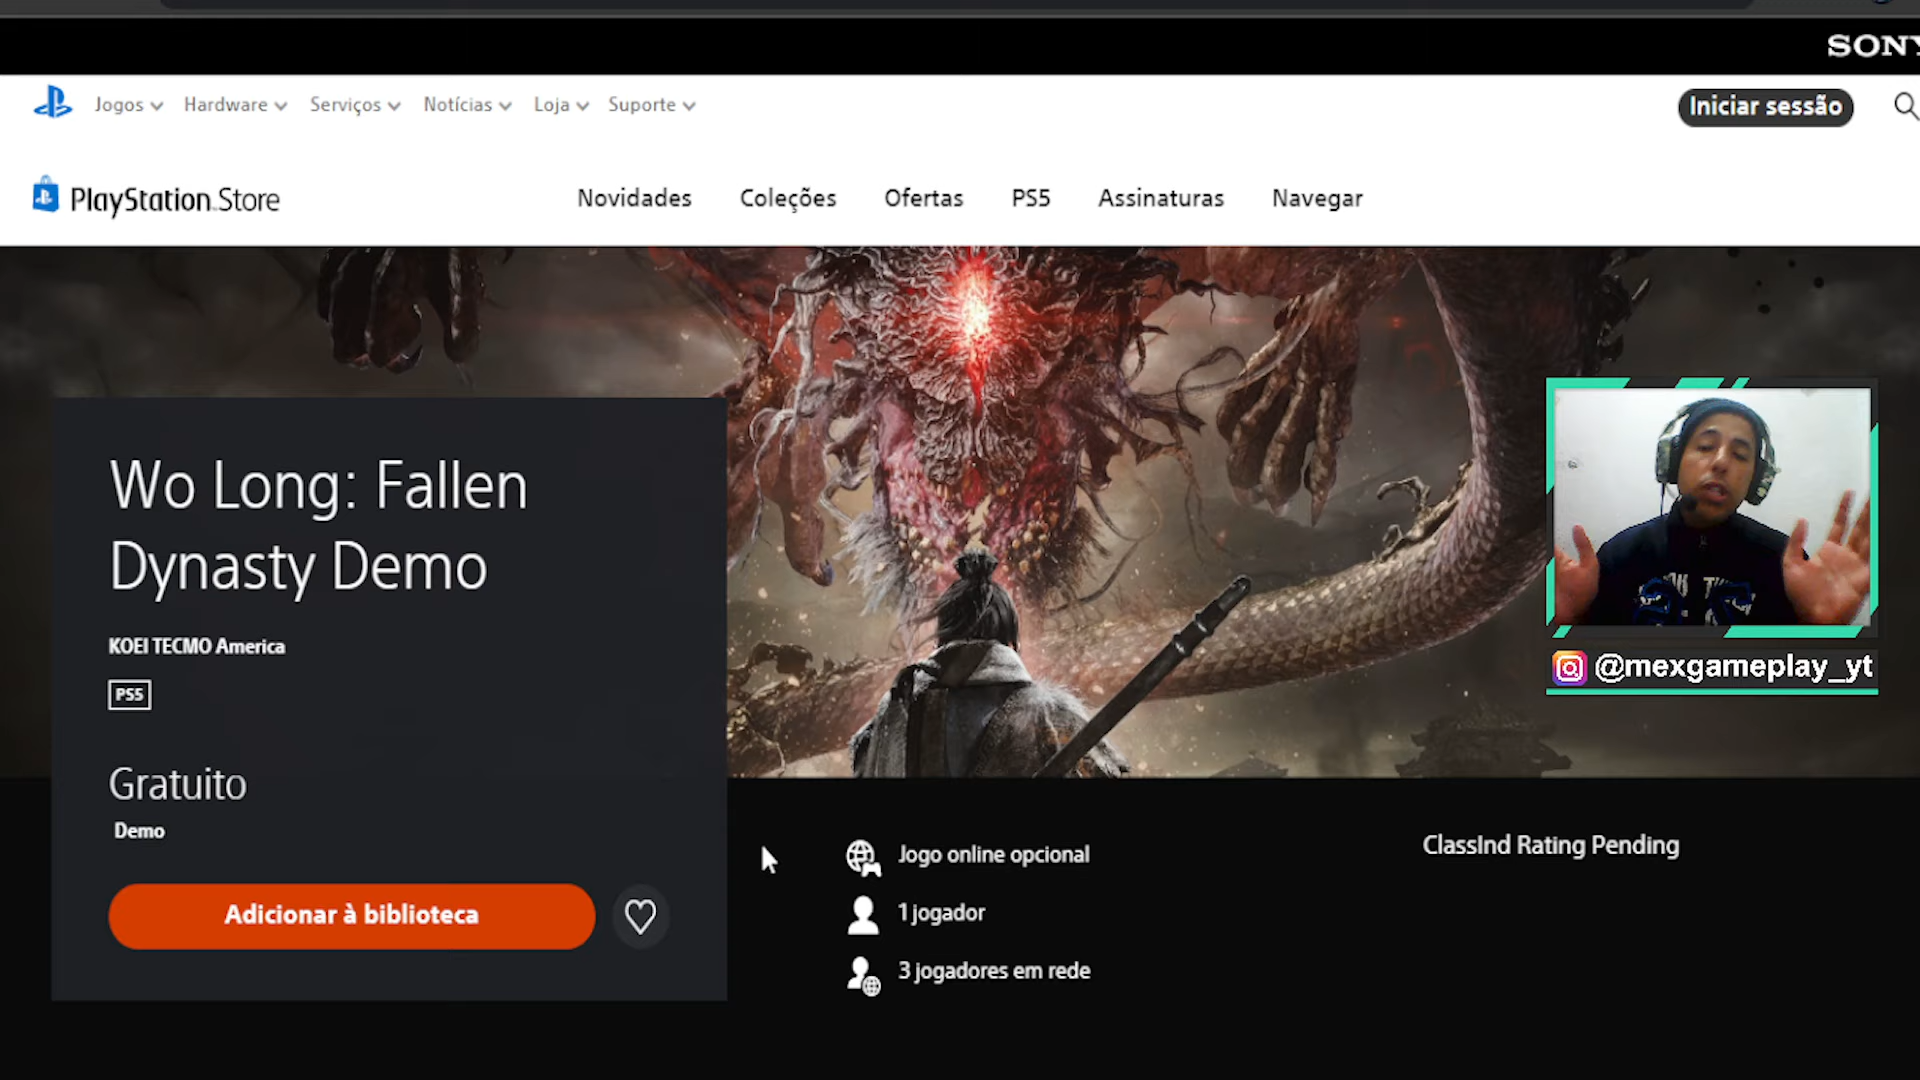 SONY
Jogos Hardware Serviços Notícias Loja Suporte
Iniciar sessão
PlayStation Store
Novidades Coleções Ofertas PS5 Assinaturas Navegar
Wo Long: Fallen
Dynasty Demo
KOEI TECMO America
PS5
Gratuito
Demo
Adicionar à biblioteca
Jogo online opcional
1 jogador
3 jogadores em rede
ClassInd Rating Pending
@mexgameplay_yt